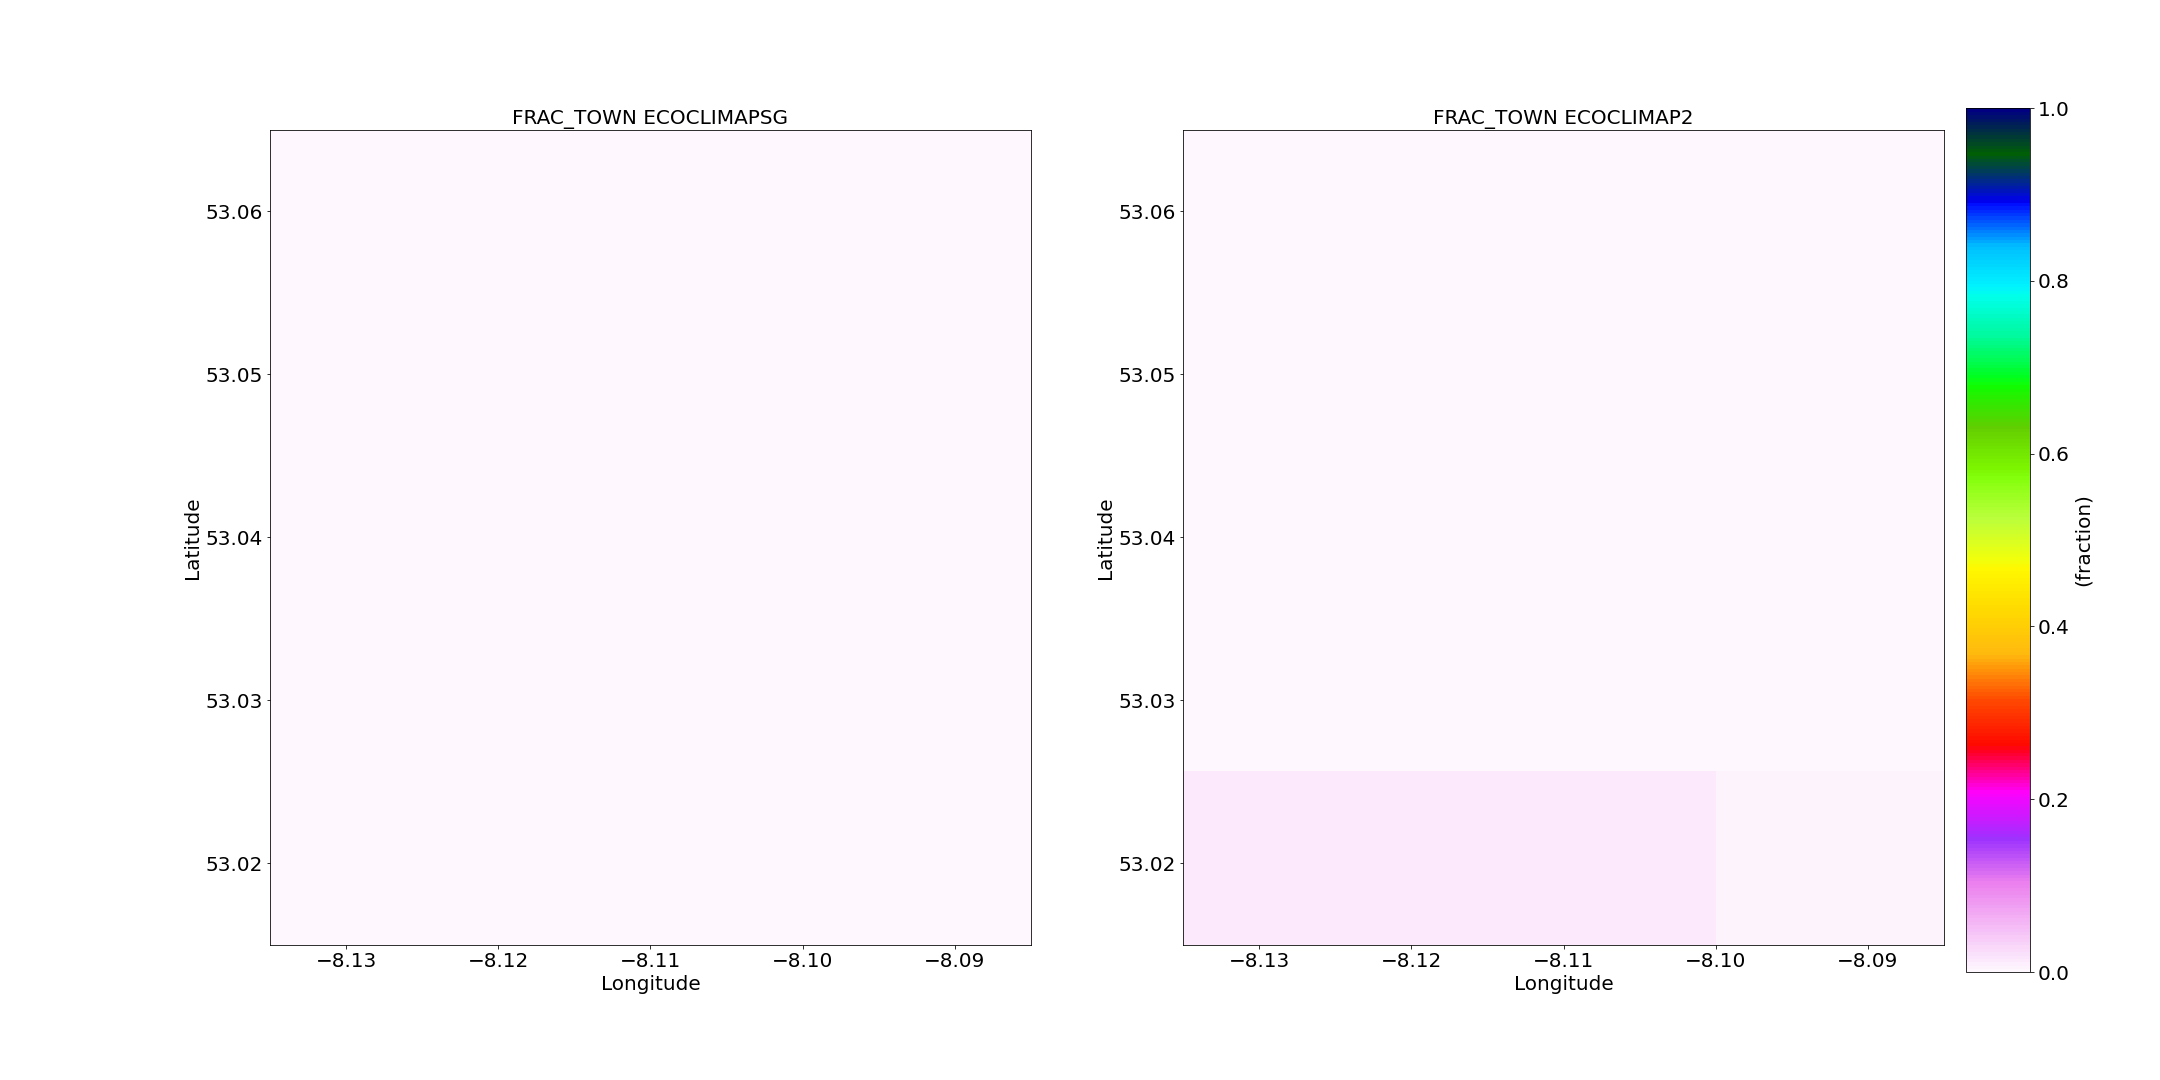 FRAC_TOWN ECOCLIMAPSG
53.06
53.05
53.04
53.03
53.02
Latitude
−8.13 −8.12 −8.11 −8.10 −8.09
Longitude
FRAC_TOWN ECOCLIMAP2
53.06
53.05
53.04
53.03
53.02
Latitude
−8.13 −8.12 −8.11 −8.10 −8.09
Longitude
1.0
0.8
0.6
0.4
0.2
0.0
(fraction)